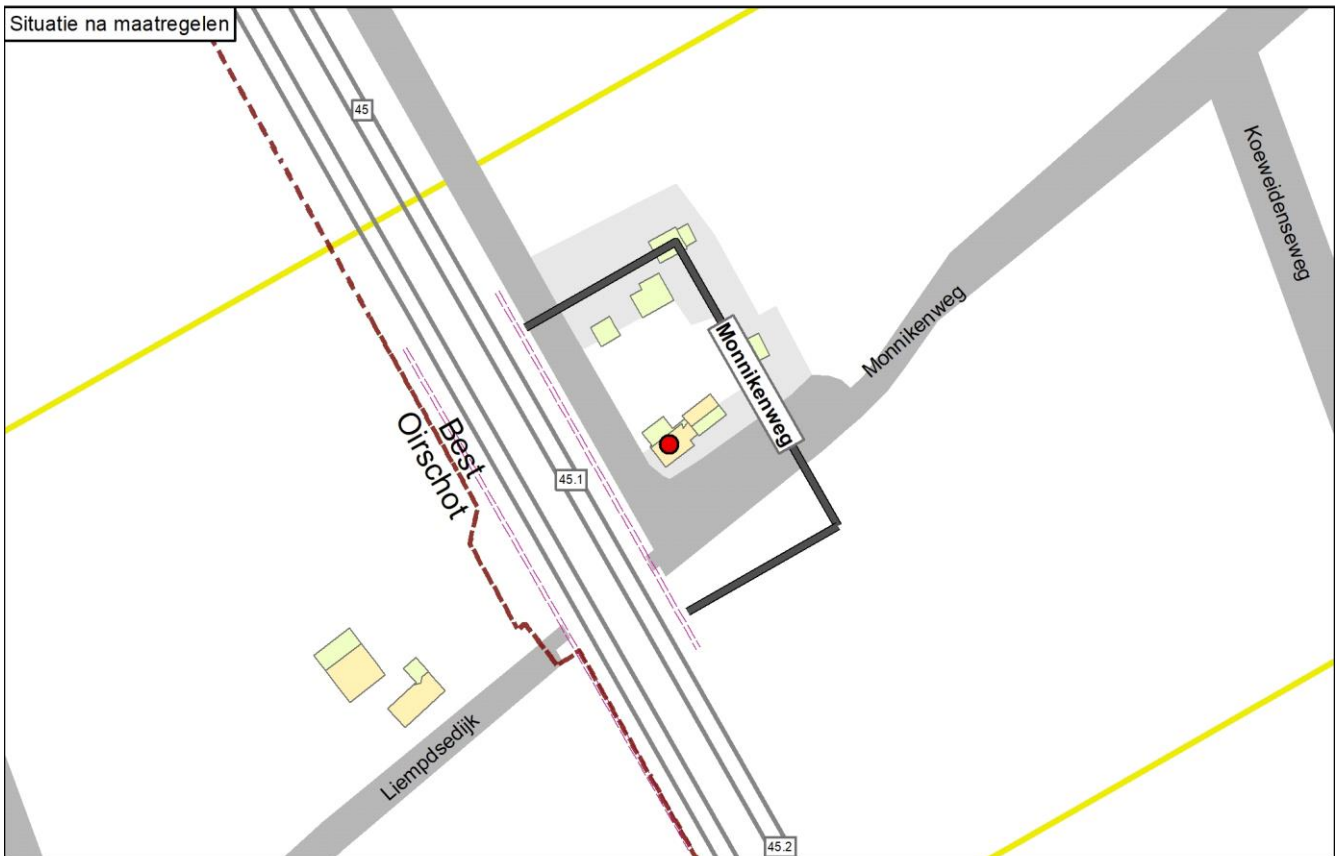 Situatie na maatregelen
45
Koeweidenseweg
Monnikenweg
Monnikenweg
Best
Oirschot
45.1
Liempdsedijk
45.2